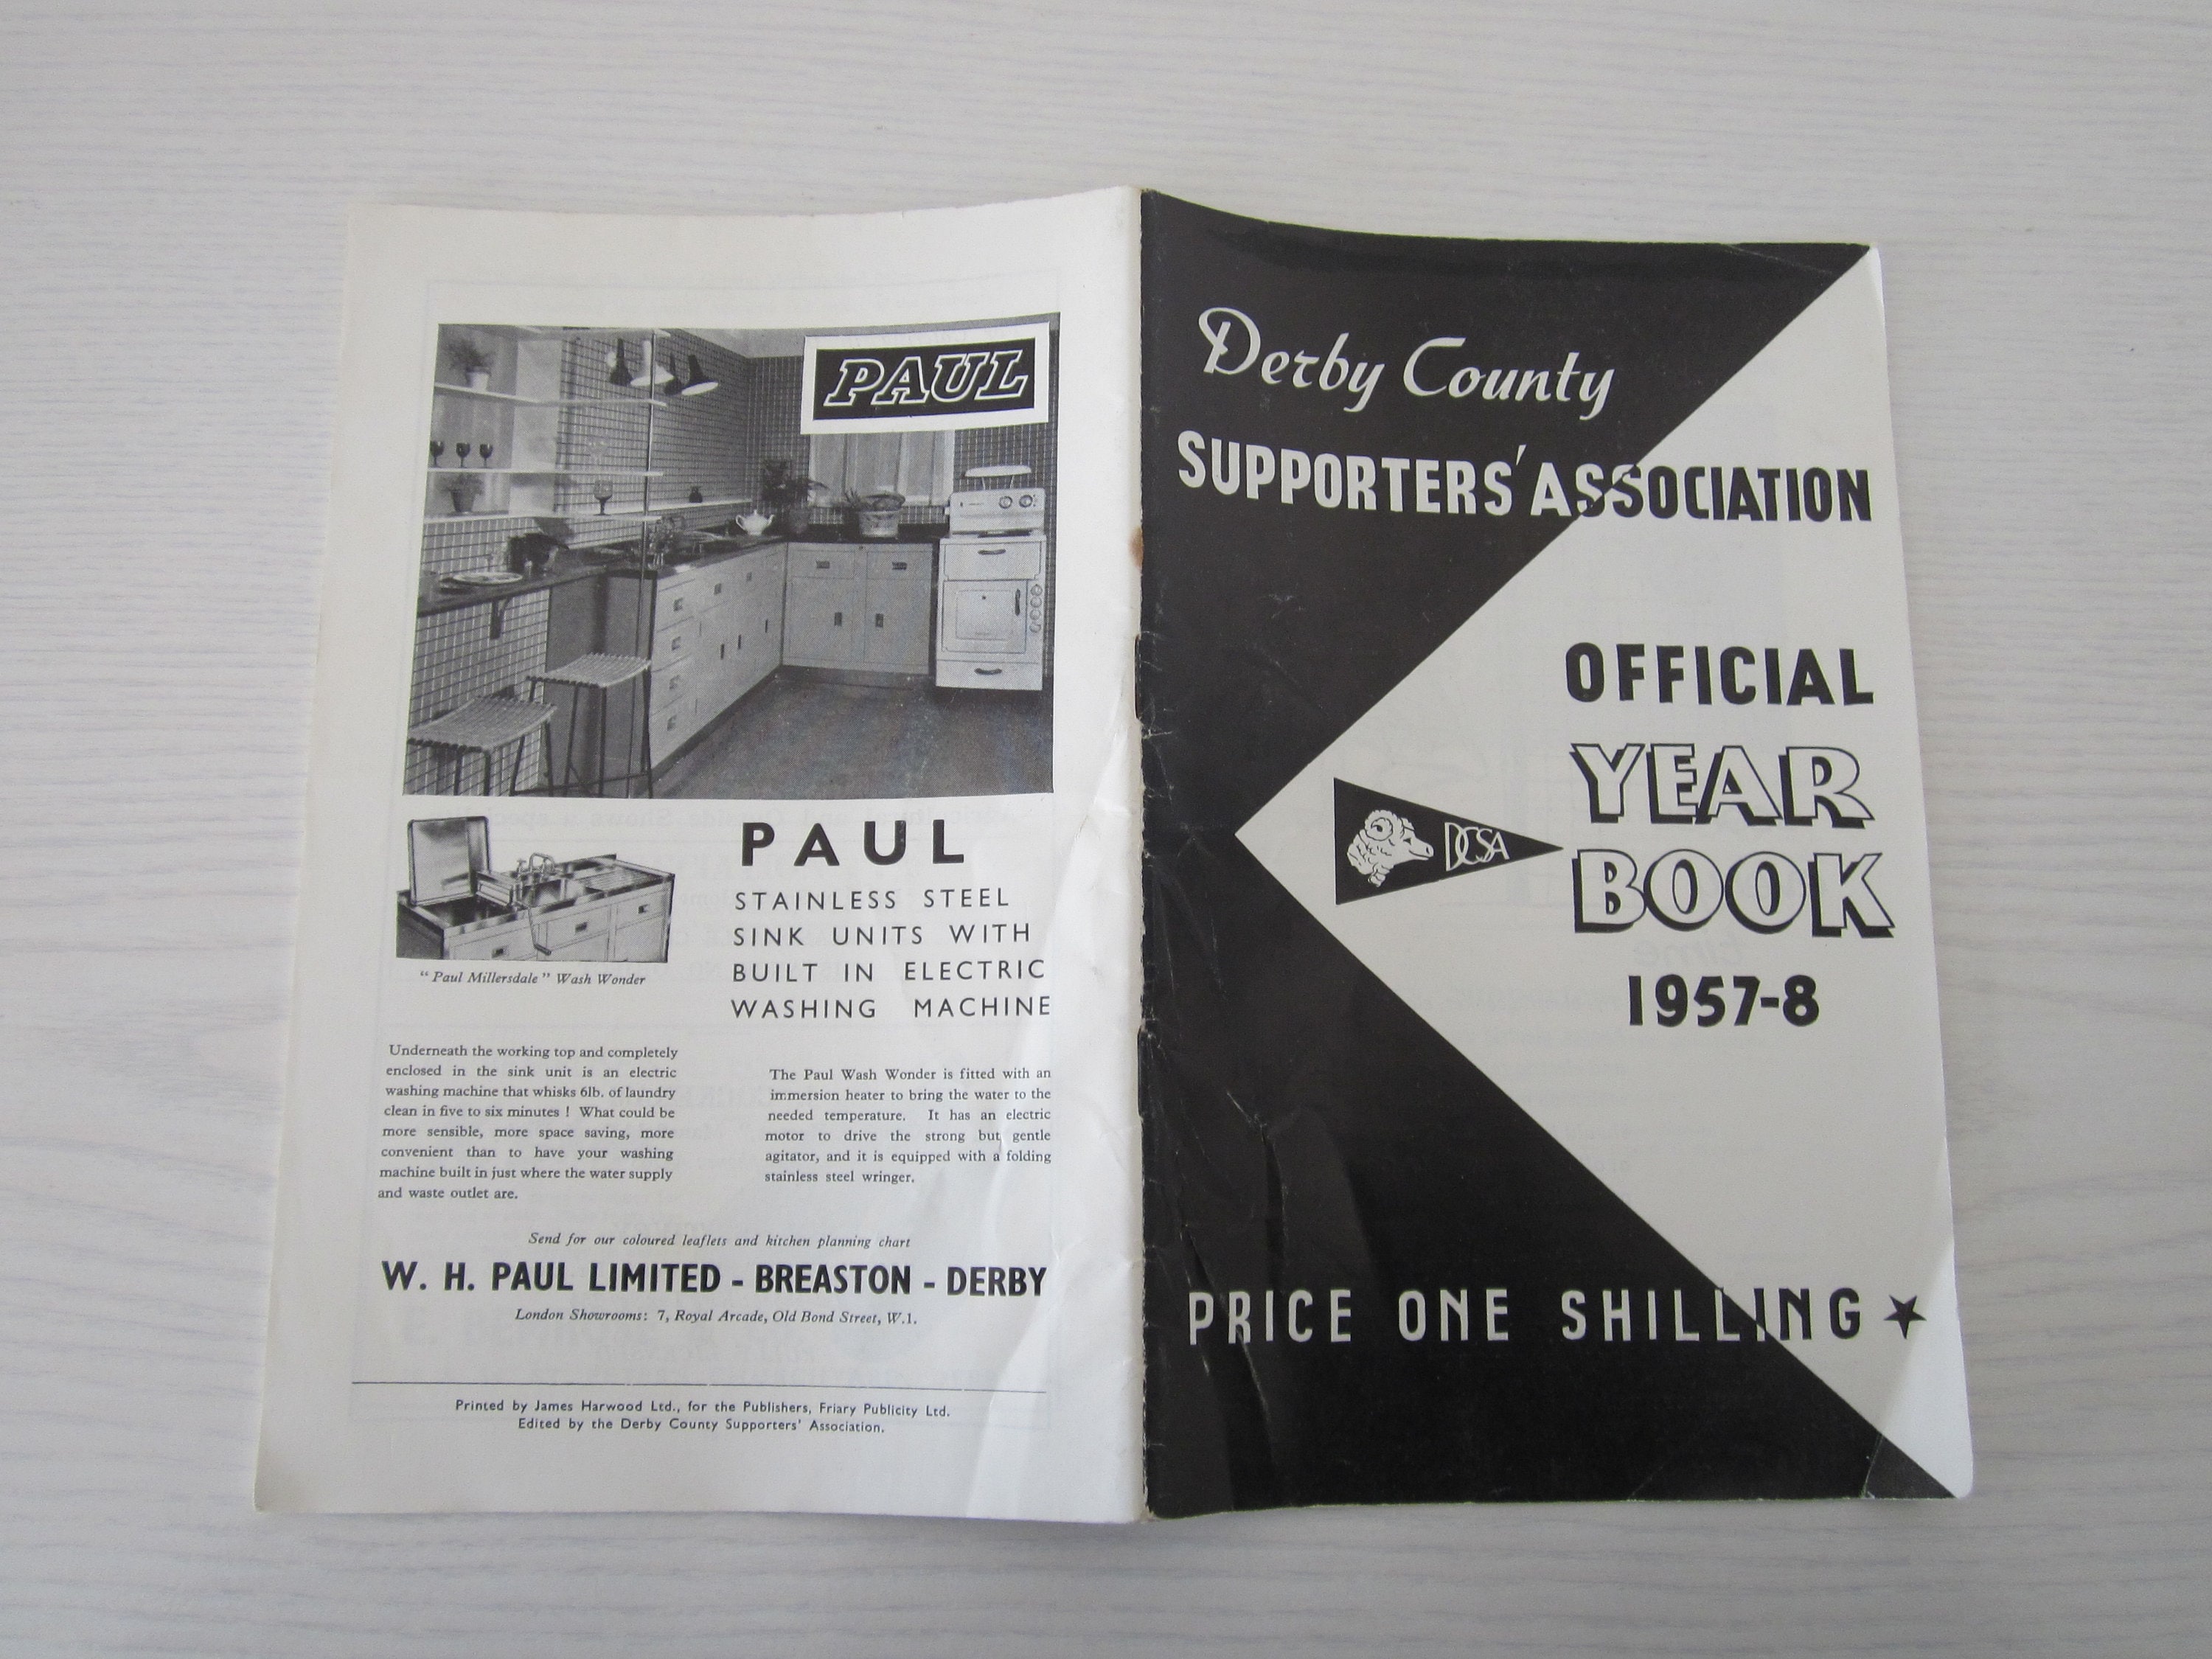 PAUL
PAUL
STAINLESS STEEL
SINK UNITS WITH
BUILT IN ELECTRIC
WASHING MACHINE
" Paul Millersdale " Wash Wonder
Underneath the working top and completely
enclosed in the sink unit is an electric
washing machine that whisks 6lb. of laundry
clean in five to six minutes ! What could be
more sensible, more space saving, more
convenient than to have your washing
machine built in just where the water supply
and waste outlet are.
The Paul Wash Wonder is fitted with an
immersion heater to bring the water to the
needed temperature. It has an electric
motor to drive the strong but gentle
agitator, and it is equipped with a folding
stainless steel wringer.
Send for our coloured leaflets and kitchen planning chart
W. H. PAUL LIMITED - BREASTON - DERBY
London Showrooms: 7, Royal Arcade, Old Bond Street, W.1.
Printed by James Harwood Ltd., for the Publishers, Friary Publicity Ltd.
Edited by the Derby County Supporters' Association.
Derby County
SUPPORTERS' ASSOCIATION
OFFICIAL
YEAR
BOOK
1957-8
DCSA
PRICE ONE SHILLING ★